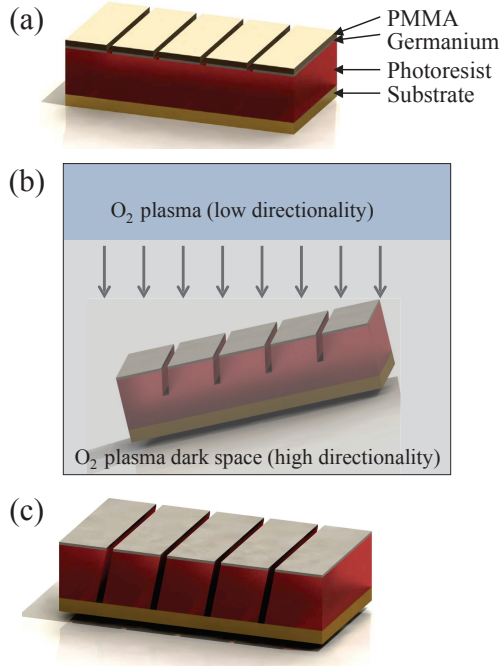 (a)
PMMA
Germanium
Photoresist
Substrate
(b)
O₂ plasma (low directionality)
O₂ plasma dark space (high directionality)
(c)